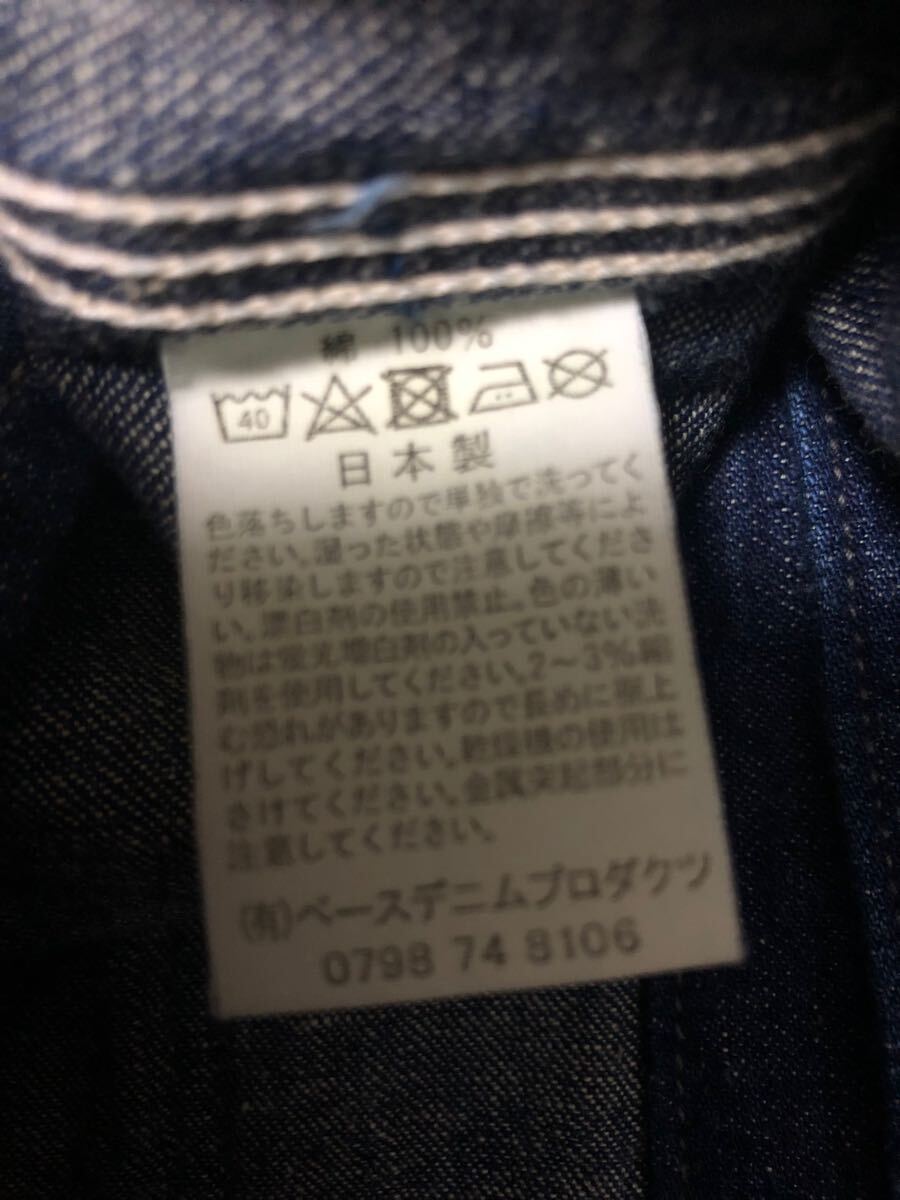 綿 100%
40
日本製
色落ちしますので単独で洗ってく
ださい。湿った状態や摩擦等によ
り移染しますので注意してくださ
い。漂白剤の使用禁止。色の薄い
物は蛍光増白剤の入っていない洗
剤を使用してください。2～3%縮
む恐れがありますので長めに裾上
げしてください。乾燥機の使用は
さけてください。金属突起部分に
注意してください。
(有)ベースデニムプロダクツ
0798 74 8106